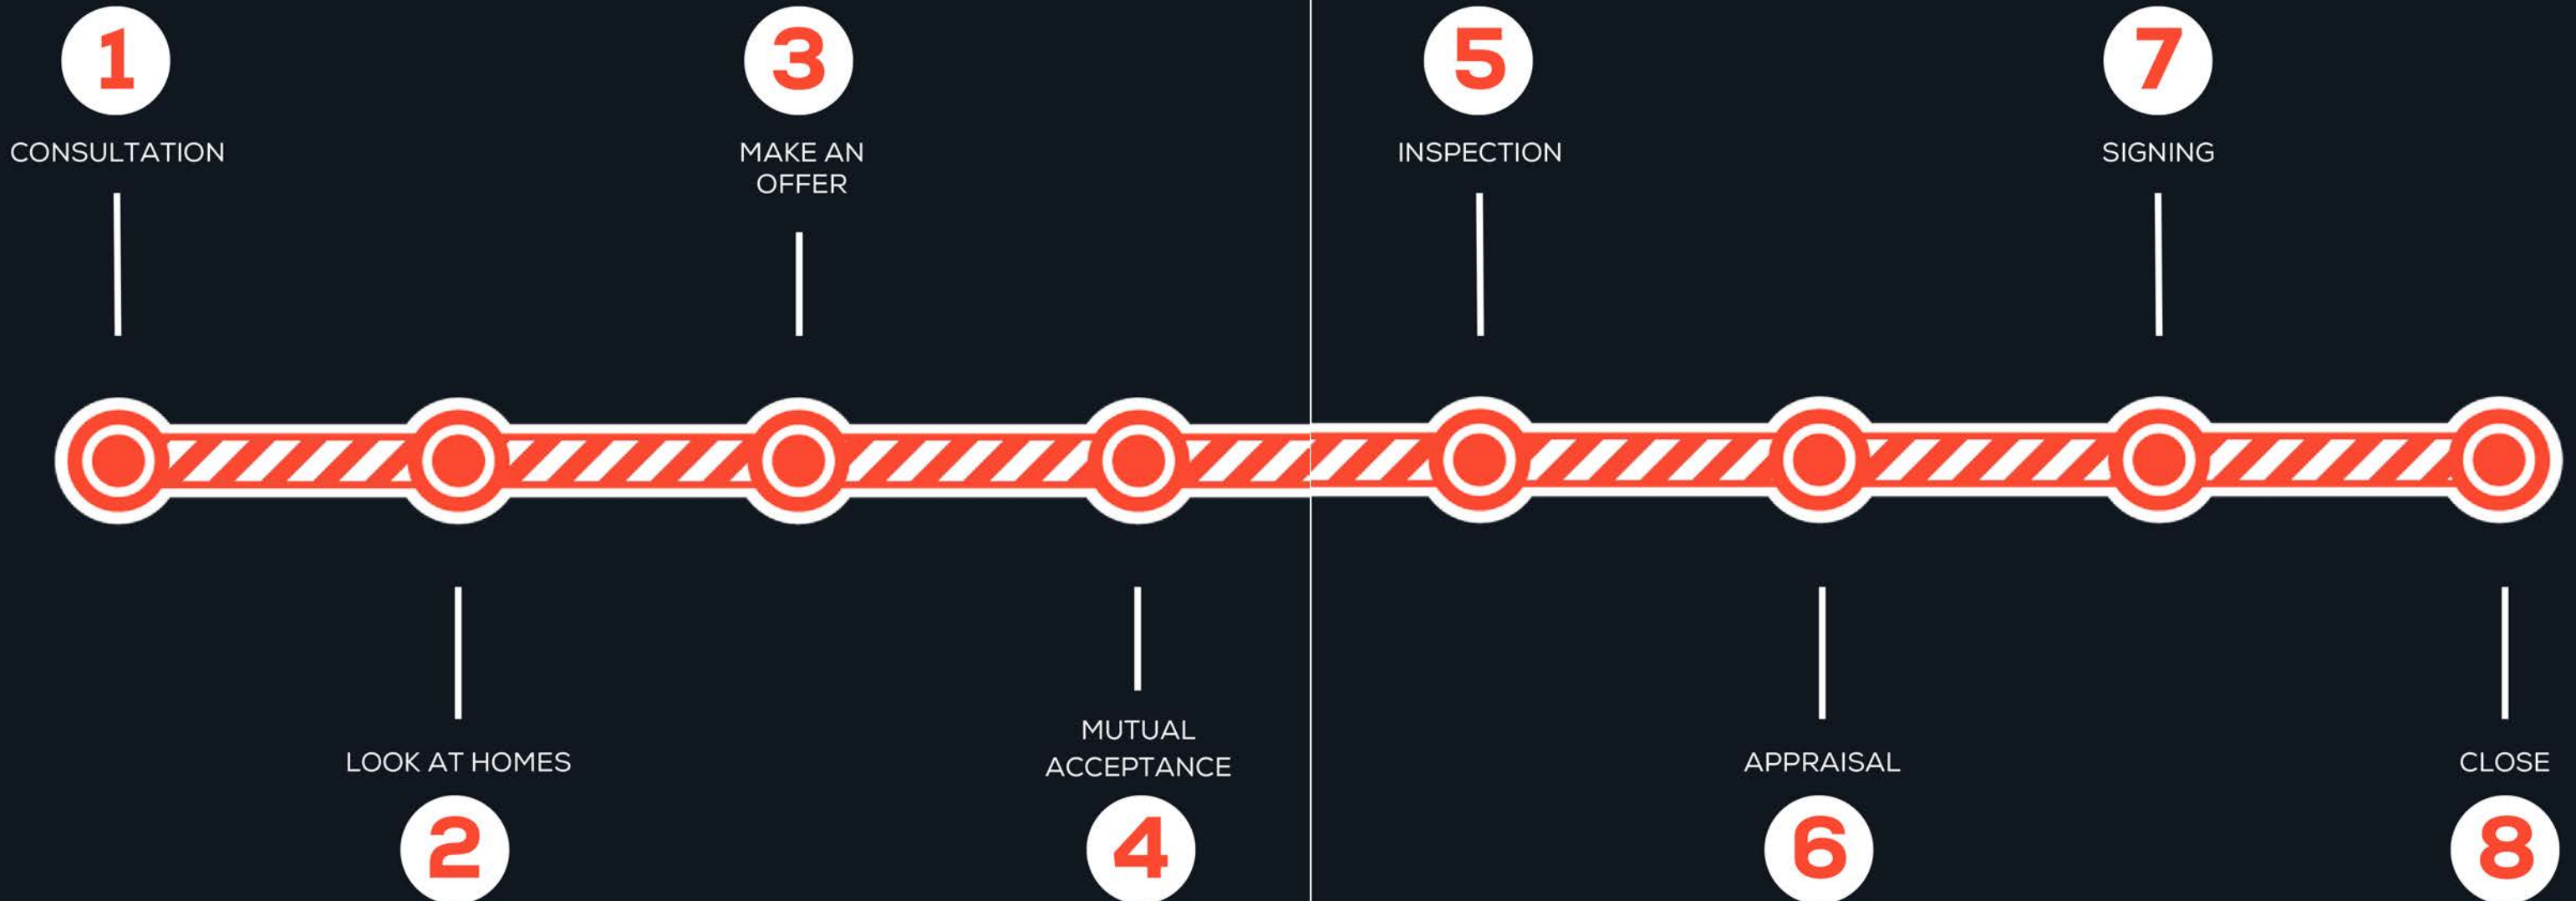 1
CONSULTATION
2
LOOK AT HOMES
3
MAKE AN
OFFER
4
MUTUAL
ACCEPTANCE
5
INSPECTION
6
APPRAISAL
7
SIGNING
8
CLOSE